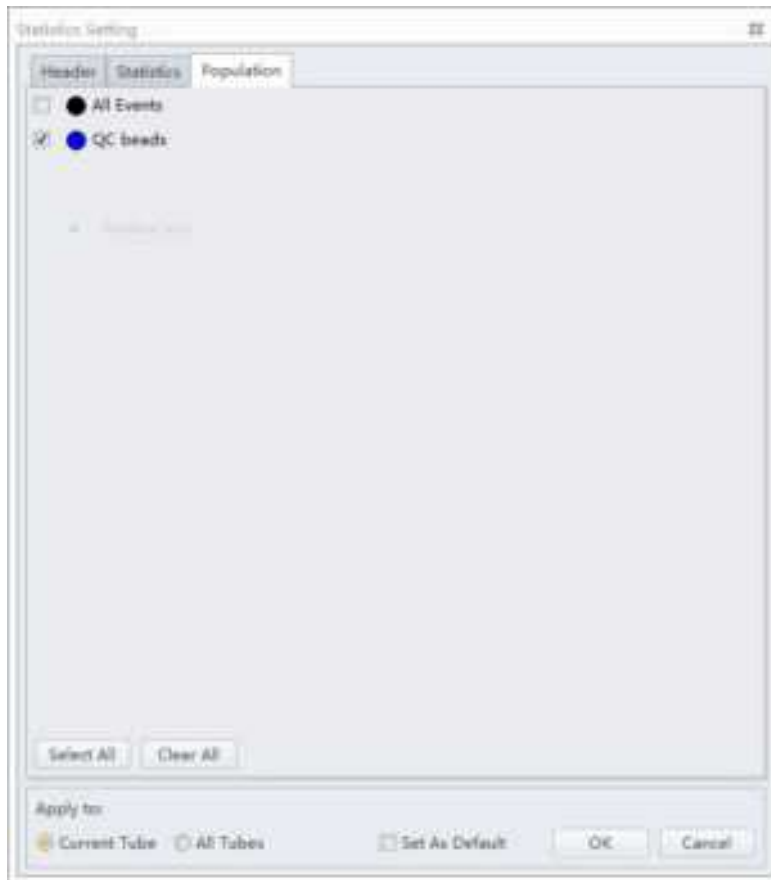 Statistics Setting
Header Statistics Population
All Events
QC beads
Select All Clear All
Apply to:
Current Tube All Tubes Set As Default OK Cancel